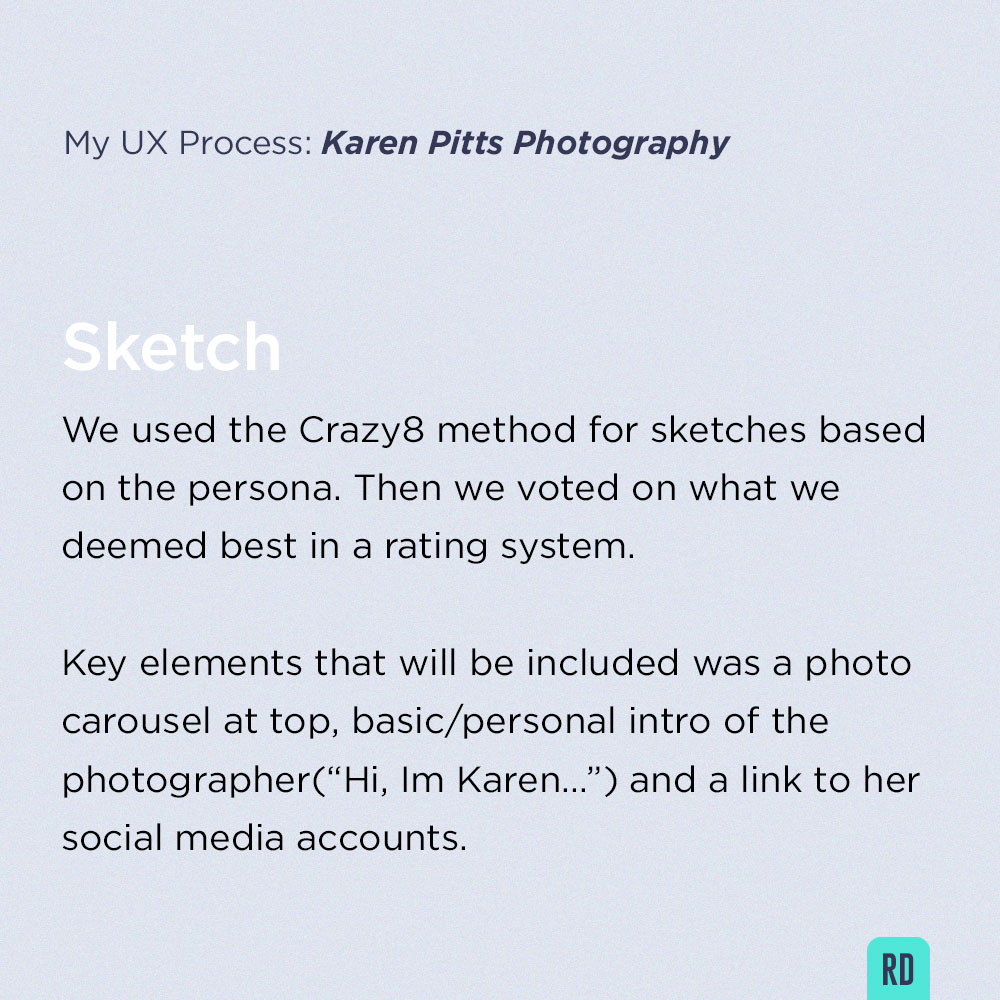 My UX Process: Karen Pitts Photography
Sketch
We used the Crazy8 method for sketches based
on the persona. Then we voted on what we
deemed best in a rating system.
Key elements that will be included was a photo
carousel at top, basic/personal intro of the
photographer(“Hi, Im Karen...”) and a link to her
social media accounts.
RD